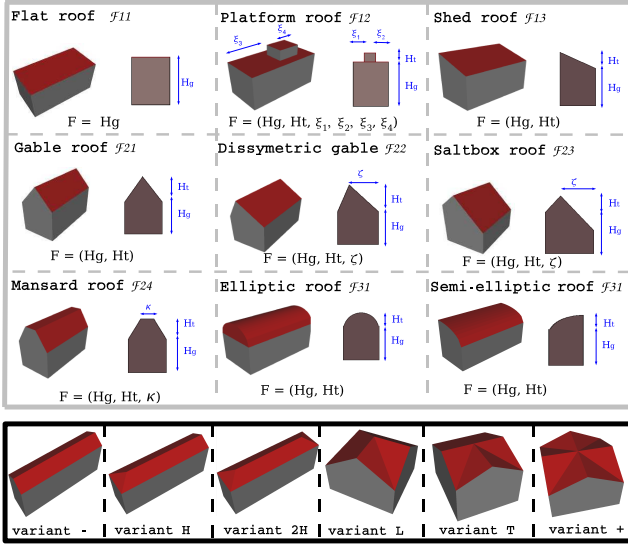 Flat roof F11
Hg
F = Hg
Platform roof F12
ξ3 ξ4 ξ1 ξ2
Ht
Hg
F = (Hg, Ht, ξ1, ξ2, ξ3, ξ4)
Shed roof F13
Ht
Hg
F = (Hg, Ht)
Gable roof F21
Ht
Hg
F = (Hg, Ht)
Dissymetric gable F22
ζ
Ht
Hg
F = (Hg, Ht, ζ)
Saltbox roof F23
ζ
Ht
Hg
F = (Hg, Ht, ζ)
Mansard roof F24
κ
Ht
Hg
F = (Hg, Ht, κ)
Elliptic roof F31
Ht
Hg
F = (Hg, Ht)
Semi-elliptic roof F31
Ht
Hg
F = (Hg, Ht)
variant - variant H variant 2H variant L variant T variant +